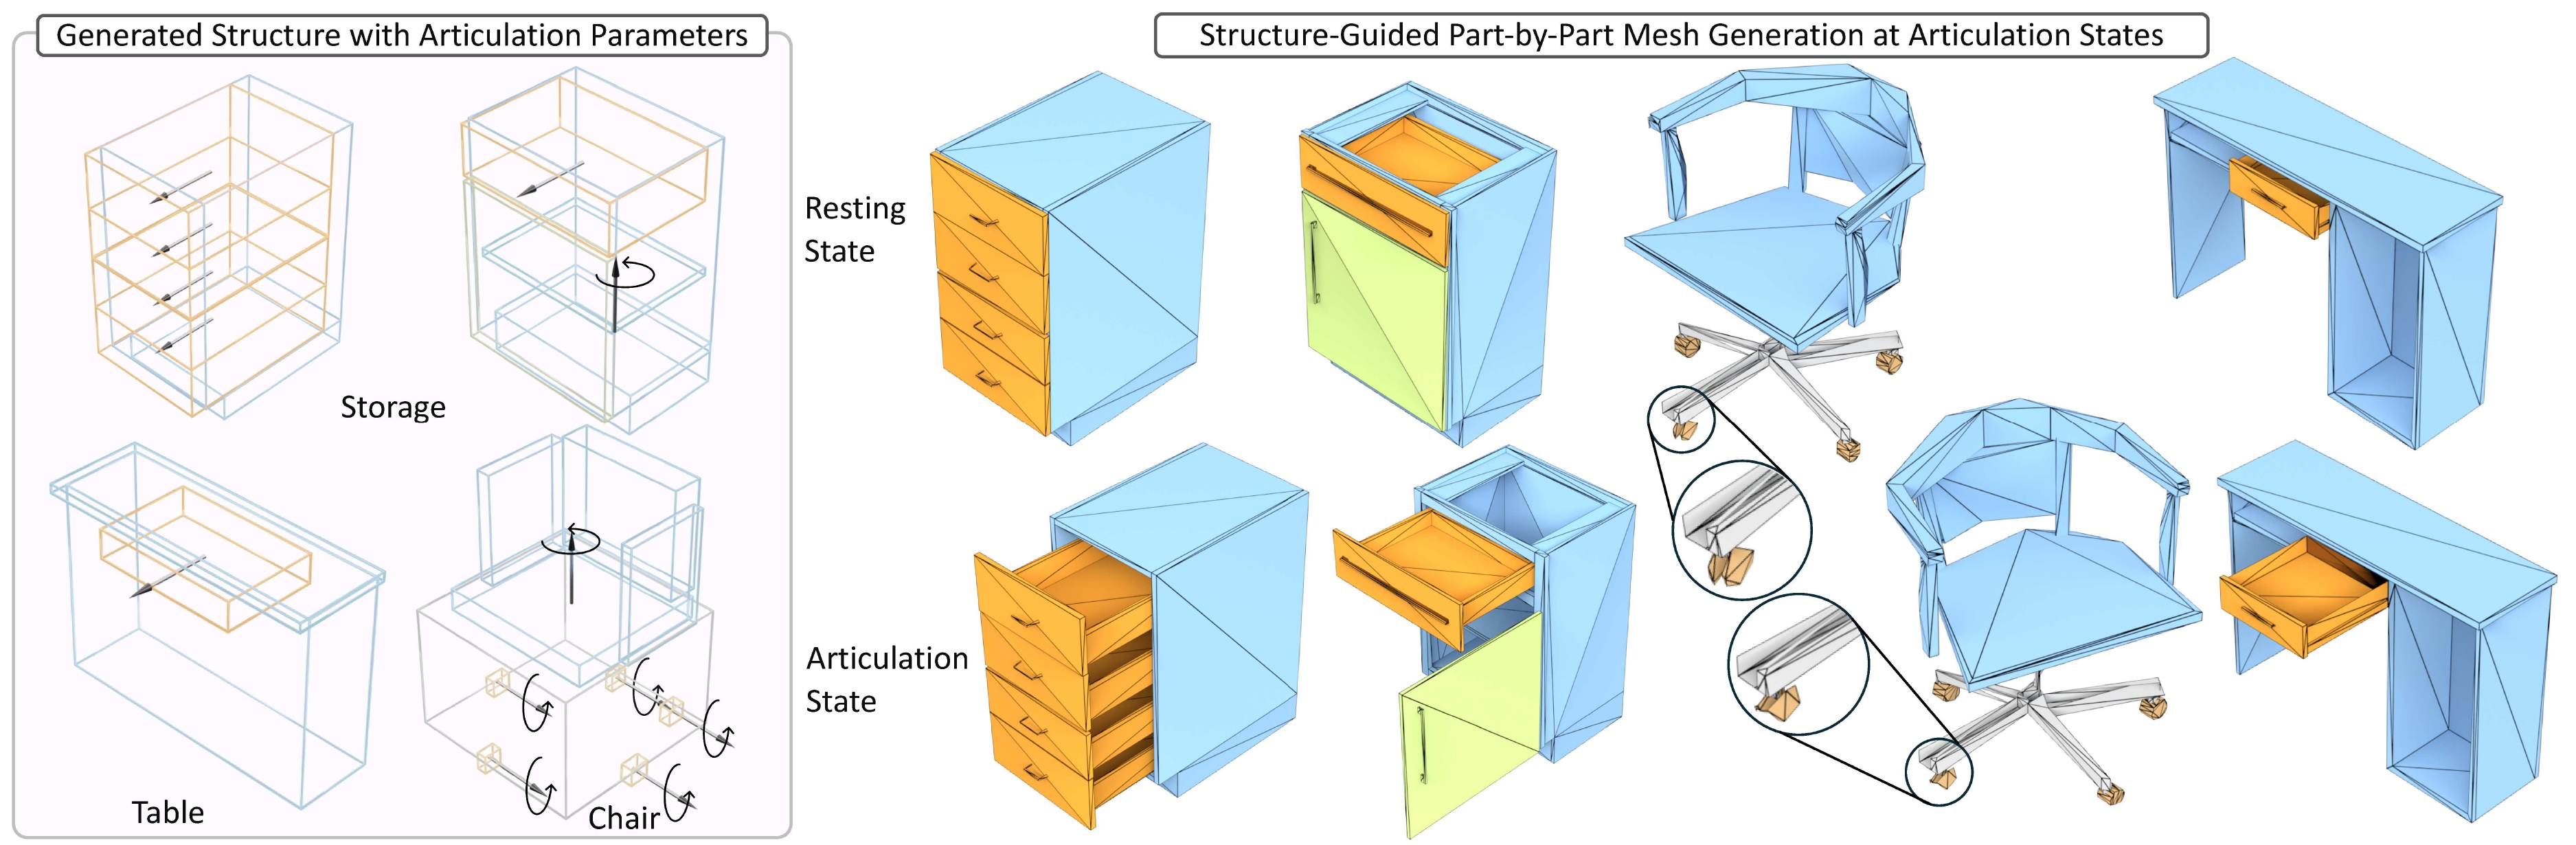 Generated Structure with Articulation Parameters
Structure-Guided Part-by-Part Mesh Generation at Articulation States
Resting
State
Storage
Articulation
State
Table
Chair